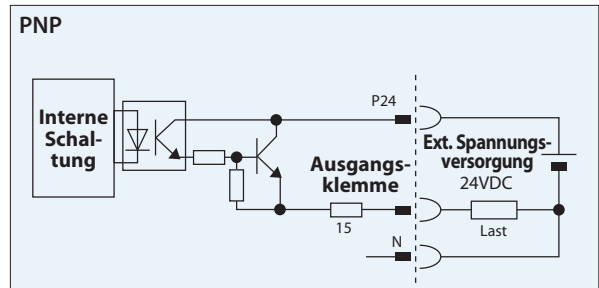 PNP
Interne
Schal-
tung
P24
Ausgangs-
klemme
15
N
Ext. Spannungs-
versorgung
24VDC
Last